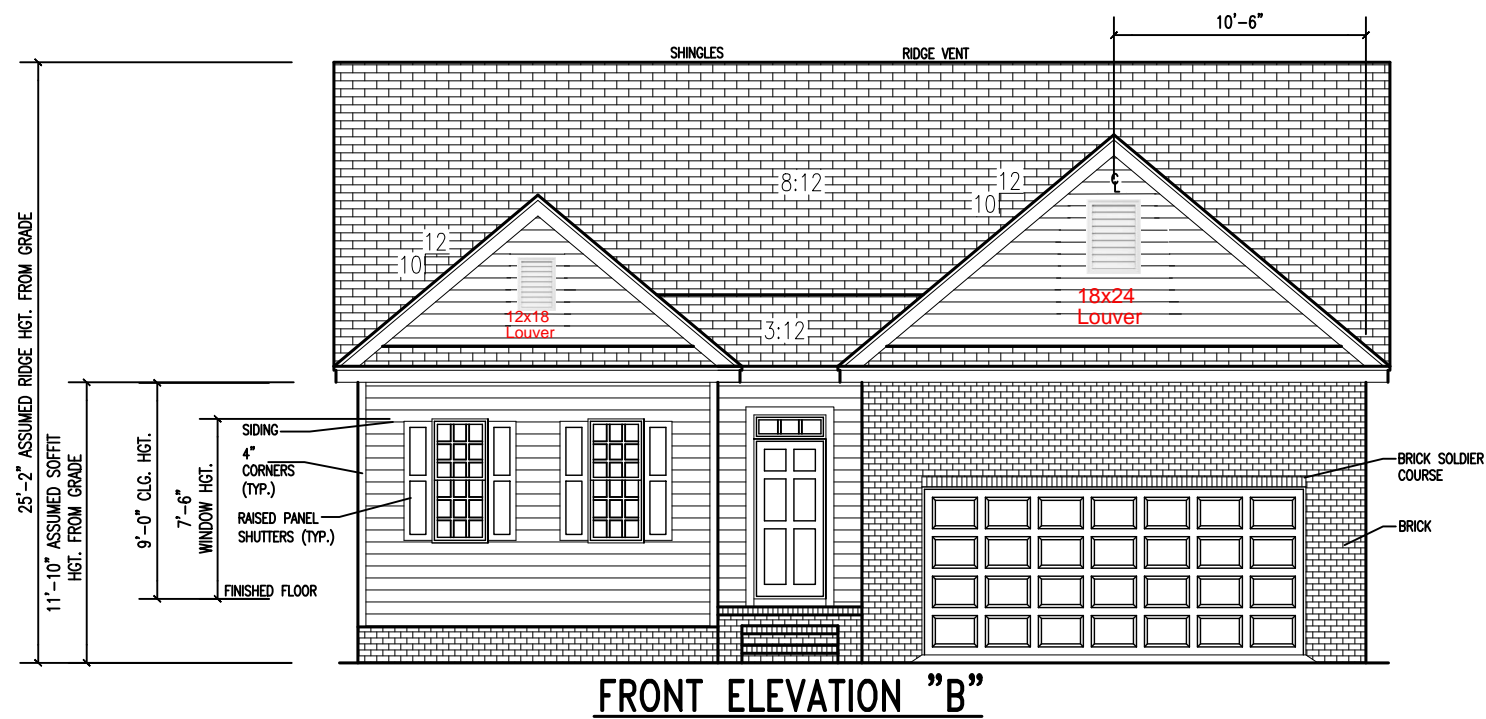 10'-6"
SHINGLES
RIDGE VENT
8:12
12
10
12
10
℄
18x24
Louver
12x18
Louver
3:12
25'-2" ASSUMED RIDGE HGT. FROM GRADE
11'-10" ASSUMED SOFFIT
HGT. FROM GRADE
9'-0" CLG. HGT.
7'-6"
WINDOW HGT.
SIDING
4"
CORNERS
(TYP.)
RAISED PANEL
SHUTTERS (TYP.)
FINISHED FLOOR
BRICK SOLDIER
COURSE
BRICK
FRONT ELEVATION "B"